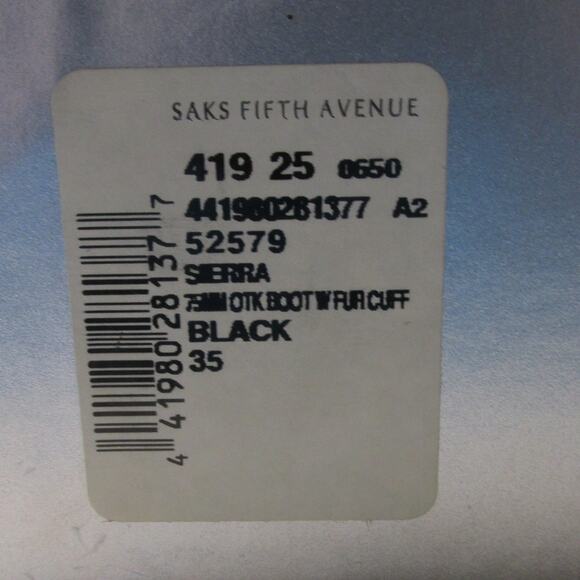 SAKS FIFTH AVENUE
419 25 0650
441980281377 A2
52579
SIERRA
75MM OTK BOOT W FUR CUFF
BLACK
35
4 41980 28137 7